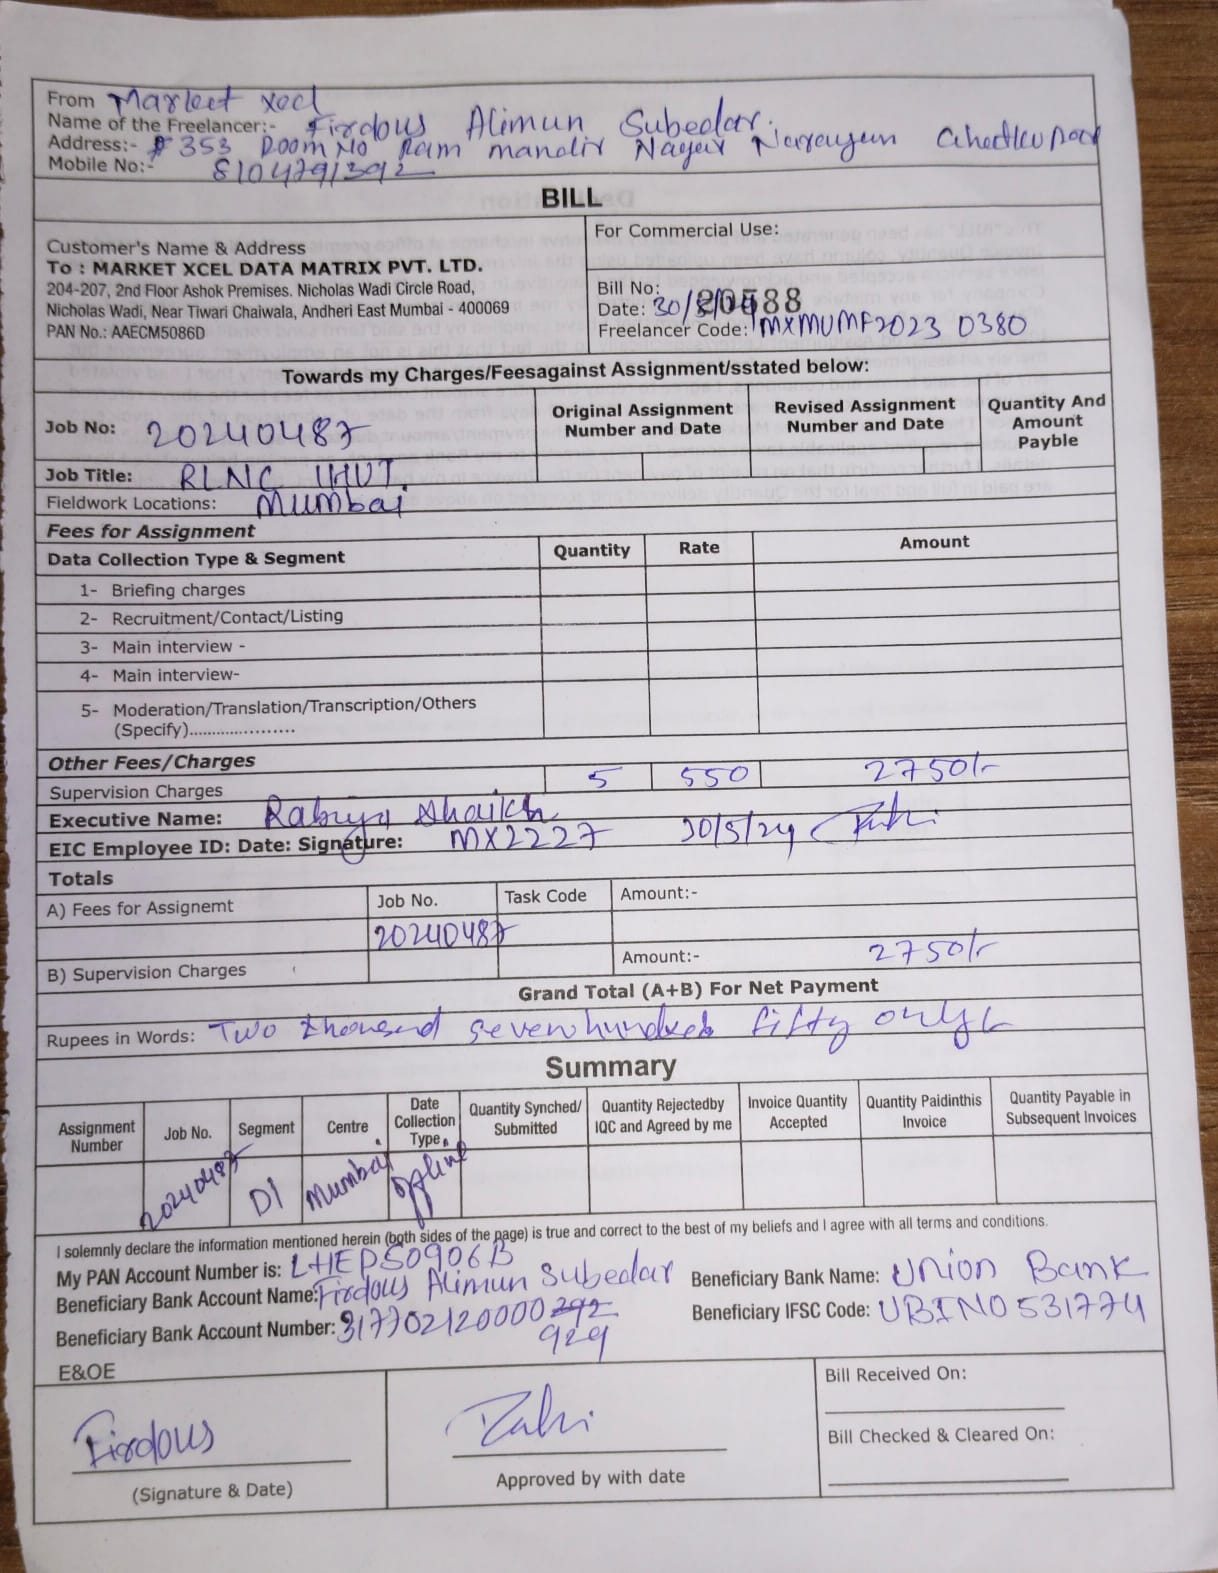 From Market Xcel
Name of the Freelancer:- Firdous Alimun Subedar.
Address:- 353 Room No Ram mandir Nagar Narayun
Mobile No:- 8104791392
BILL
Customer's Name & Address
To : MARKET XCEL DATA MATRIX PVT. LTD.
204-207, 2nd Floor Ashok Premises. Nicholas Wadi Circle Road,
Nicholas Wadi, Near Tiwari Chaiwala, Andheri East Mumbai - 400069
PAN No.: AAECM5086D
For Commercial Use:
Bill No: 20588
Date: 30/5/24
Freelancer Code: MXMUMF2023 0380
Towards my Charges/Feesagainst Assignment/sstated below:
Job No: 20240487
Original Assignment Number and Date
Revised Assignment Number and Date
Quantity And Amount Payble
Job Title: RLNC IHUT.
Fieldwork Locations: Mumbai
Fees for Assignment
Data Collection Type & Segment Quantity Rate Amount
1- Briefing charges
2- Recruitment/Contact/Listing
3- Main interview -
4- Main interview-
5- Moderation/Translation/Transcription/Others
(Specify)......................
Other Fees/Charges
Supervision Charges 5 550 2750/-
Executive Name: Rabiya Shaikh
EIC Employee ID: Date: Signature: MX2227 30/5/24
Totals
A) Fees for Assignemt Job No. Task Code Amount:-
20240487
B) Supervision Charges Amount:- 2750/-
Grand Total (A+B) For Net Payment
Rupees in Words: Two thousand seven hundred fifty only
Summary
Assignment Number
Job No.
Segment
Centre
Date Collection Type
Quantity Synched/ Submitted
Quantity Rejectedby IQC and Agreed by me
Invoice Quantity Accepted
Quantity Paidinthis Invoice
Quantity Payable in Subsequent Invoices
20240487 D1 Mumbai offline
I solemnly declare the information mentioned herein (both sides of the page) is true and correct to the best of my beliefs and I agree with all terms and conditions.
My PAN Account Number is: LHEPS0906B
Beneficiary Bank Name: Union Bank
Beneficiary Bank Account Name: Firdous Alimun Subedar
Beneficiary IFSC Code: UBIN0531774
Beneficiary Bank Account Number: 317702120000292
929
E&OE
Bill Received On:
Firdous
Bill Checked & Cleared On:
(Signature & Date)
Approved by with date